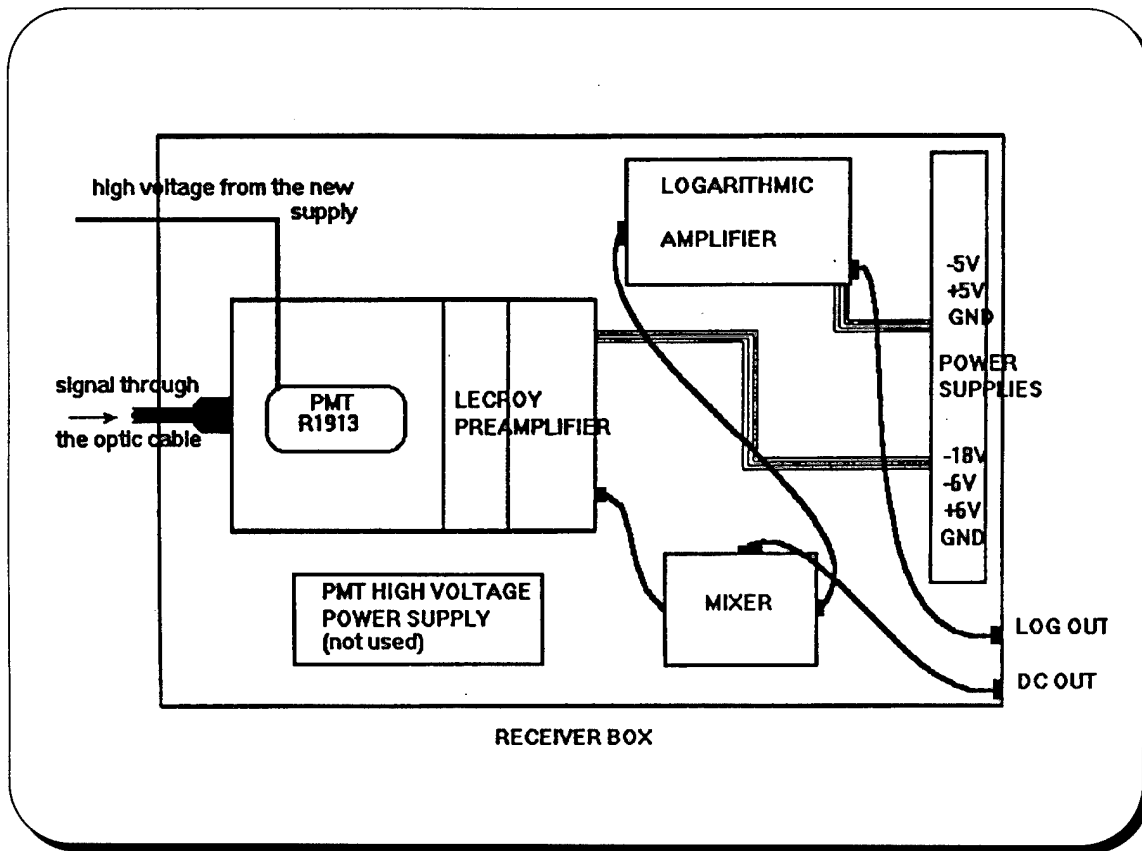 high voltage from the new
supply
LOGARITHMIC
AMPLIFIER
-5V
+5V
GND
POWER
SUPPLIES
-18V
-6V
+6V
GND
signal through
the optic cable
PMT
R1913
LECROY
PREAMPLIFIER
PMT HIGH VOLTAGE
POWER SUPPLY
(not used)
MIXER
LOG OUT
DC OUT
RECEIVER BOX